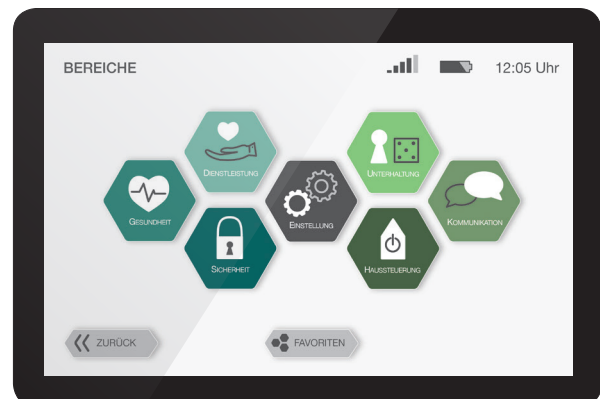 BEREICHE
12:05 Uhr
DIENSTLEISTUNG
UNTERHALTUNG
GESUNDHEIT
EINSTELLUNG
KOMMUNIKATION
SICHERHEIT
HAUSSTEUERUNG
ZURÜCK
FAVORITEN